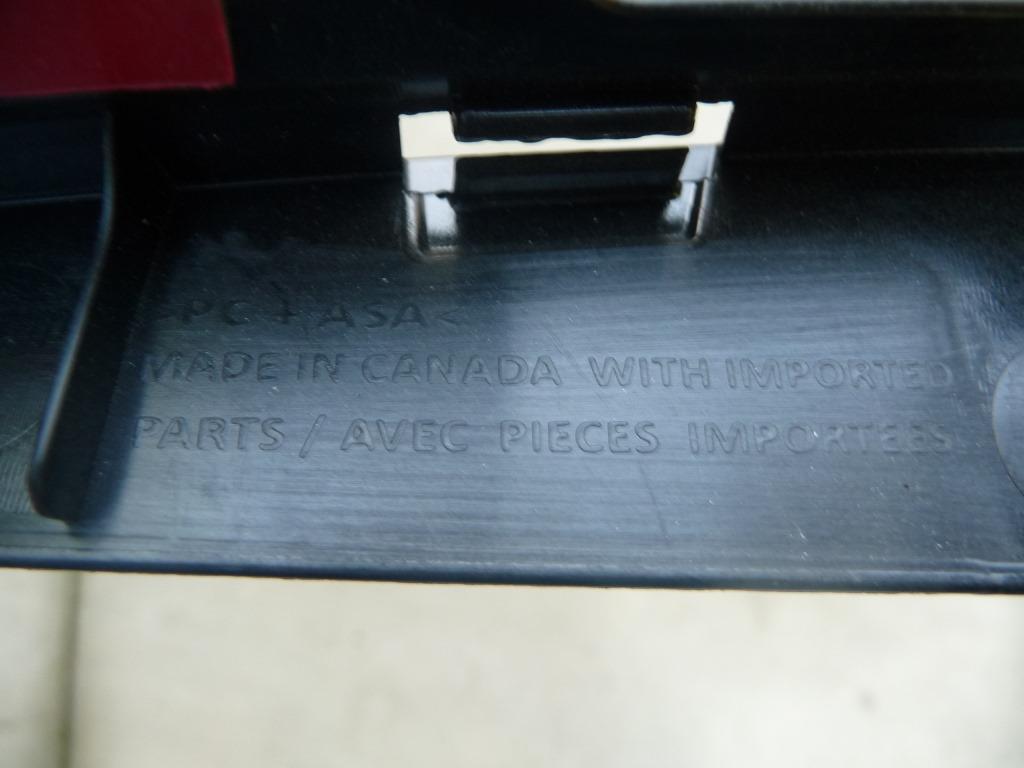 >PC + ASA<
MADE IN CANADA WITH IMPORTED
PARTS / AVEC PIECES IMPORTEES